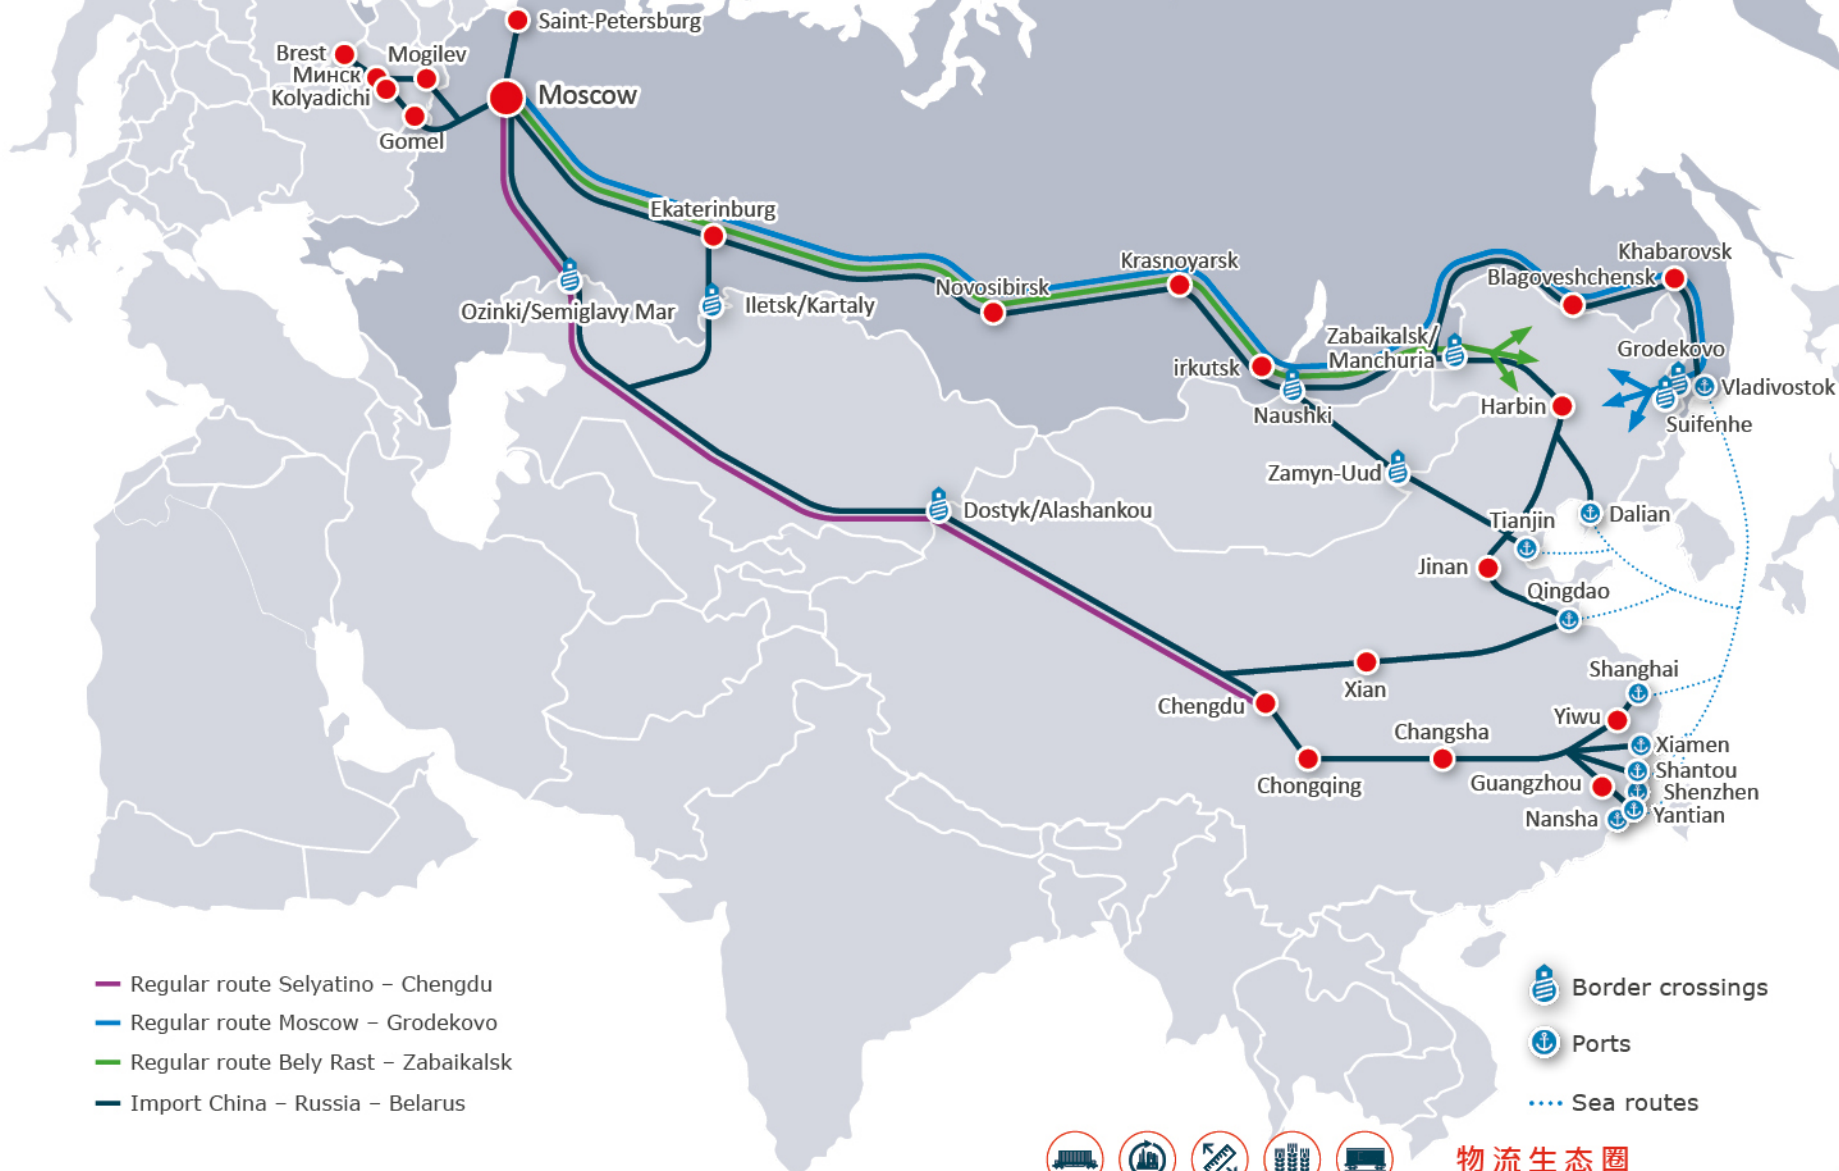 Saint-Petersburg
Brest
Mogilev
Минск
Kolyadichi
Moscow
Gomel
Ekaterinburg
Ozinki/Semiglavy Mar
Iletsk/Kartaly
Novosibirsk
Krasnoyarsk
Khabarovsk
Blagoveshchensk
Zabaikalsk/
Manchuria
irkutsk
Grodekovo
Vladivostok
Naushki
Harbin
Suifenhe
Zamyn-Uud
Dostyk/Alashankou
Tianjin
Dalian
Jinan
Qingdao
Xian
Shanghai
Chengdu
Yiwu
Changsha
Xiamen
Shantou
Chongqing
Guangzhou
Shenzhen
Nansha
Yantian
Regular route Selyatino – Chengdu
Regular route Moscow – Grodekovo
Regular route Bely Rast – Zabaikalsk
Import China – Russia – Belarus
Border crossings
Ports
Sea routes
物流生态圈